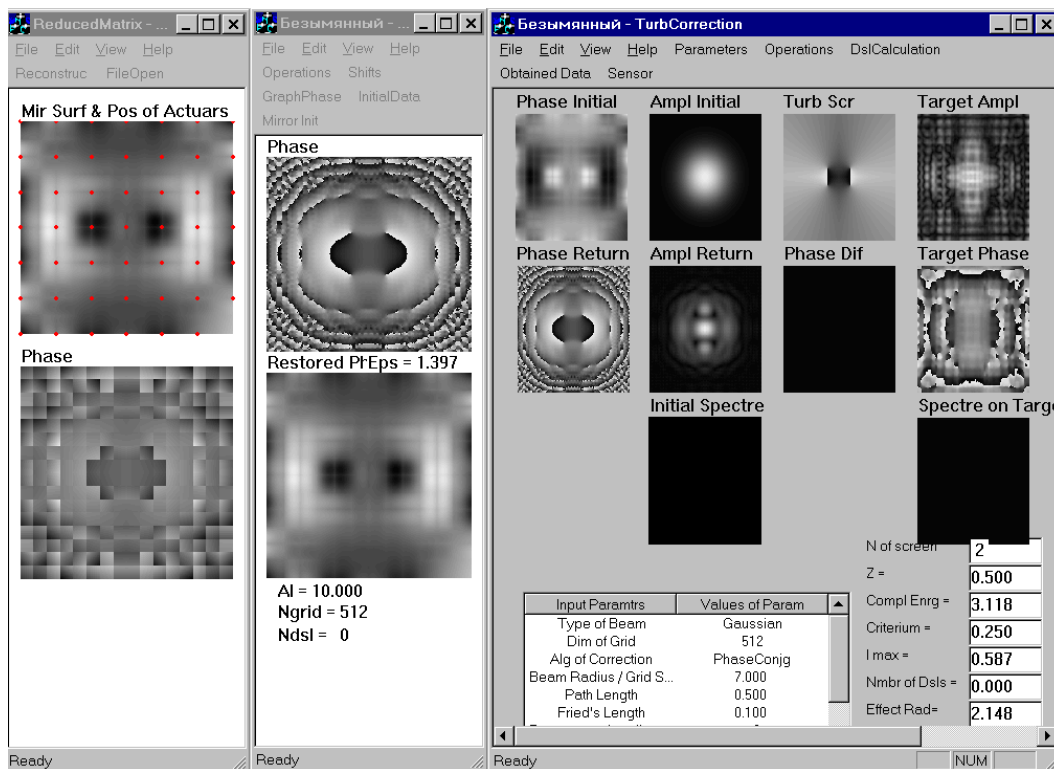 ReducedMatrix - ...
File Edit View Help
Reconstruc FileOpen
Mir Surf & Pos of Actuars
Phase
Ready
Безымянный - ...
File Edit View Help
Operations Shifts
GraphPhase InitialData
Mirror Init
Phase
Restored PhEps = 1.397
Al = 10.000
Ngrid = 512
Ndsl = 0
Ready
Безымянный - TurbCorrection
File Edit View Help Parameters Operations DslCalculation
Obtained Data Sensor
Phase Initial Ampl Initial Turb Scr Target Ampl
Phase Return Ampl Return Phase Dif Target Phase
Initial Spectre Spectre on Target
N of screen 2
Z = 0.500
Compl Enrg = 3.118
Criterium = 0.250
I max = 0.587
Nmbr of Dsls = 0.000
Effect Rad= 2.148
Input Paramtrs Values of Param
Type of Beam Gaussian
Dim of Grid 512
Alg of Correction PhaseConjg
Beam Radius / Grid S... 7.000
Path Length 0.500
Fried's Length 0.100
Ready NUM